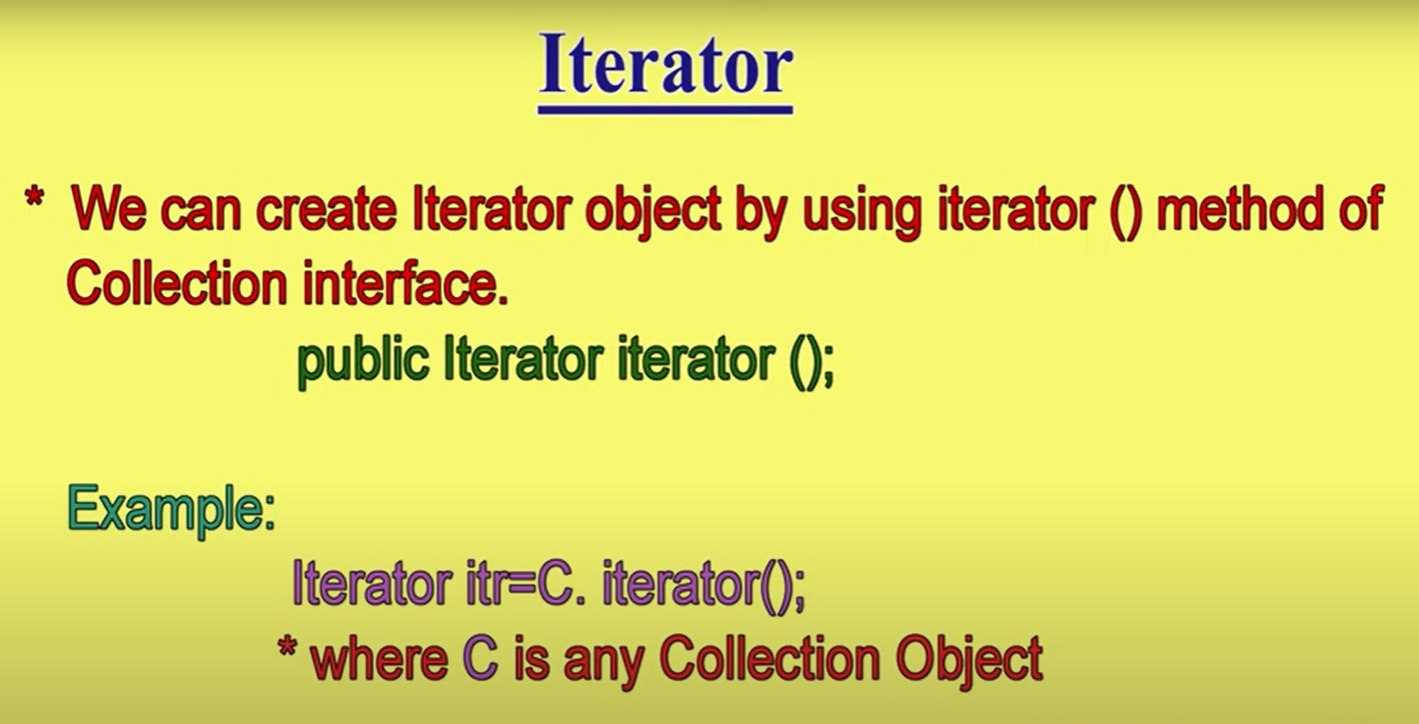 Iterator
* We can create Iterator object by using iterator () method of
Collection interface.
public Iterator iterator ();
Example:
Iterator itr=C. iterator();
* where C is any Collection Object